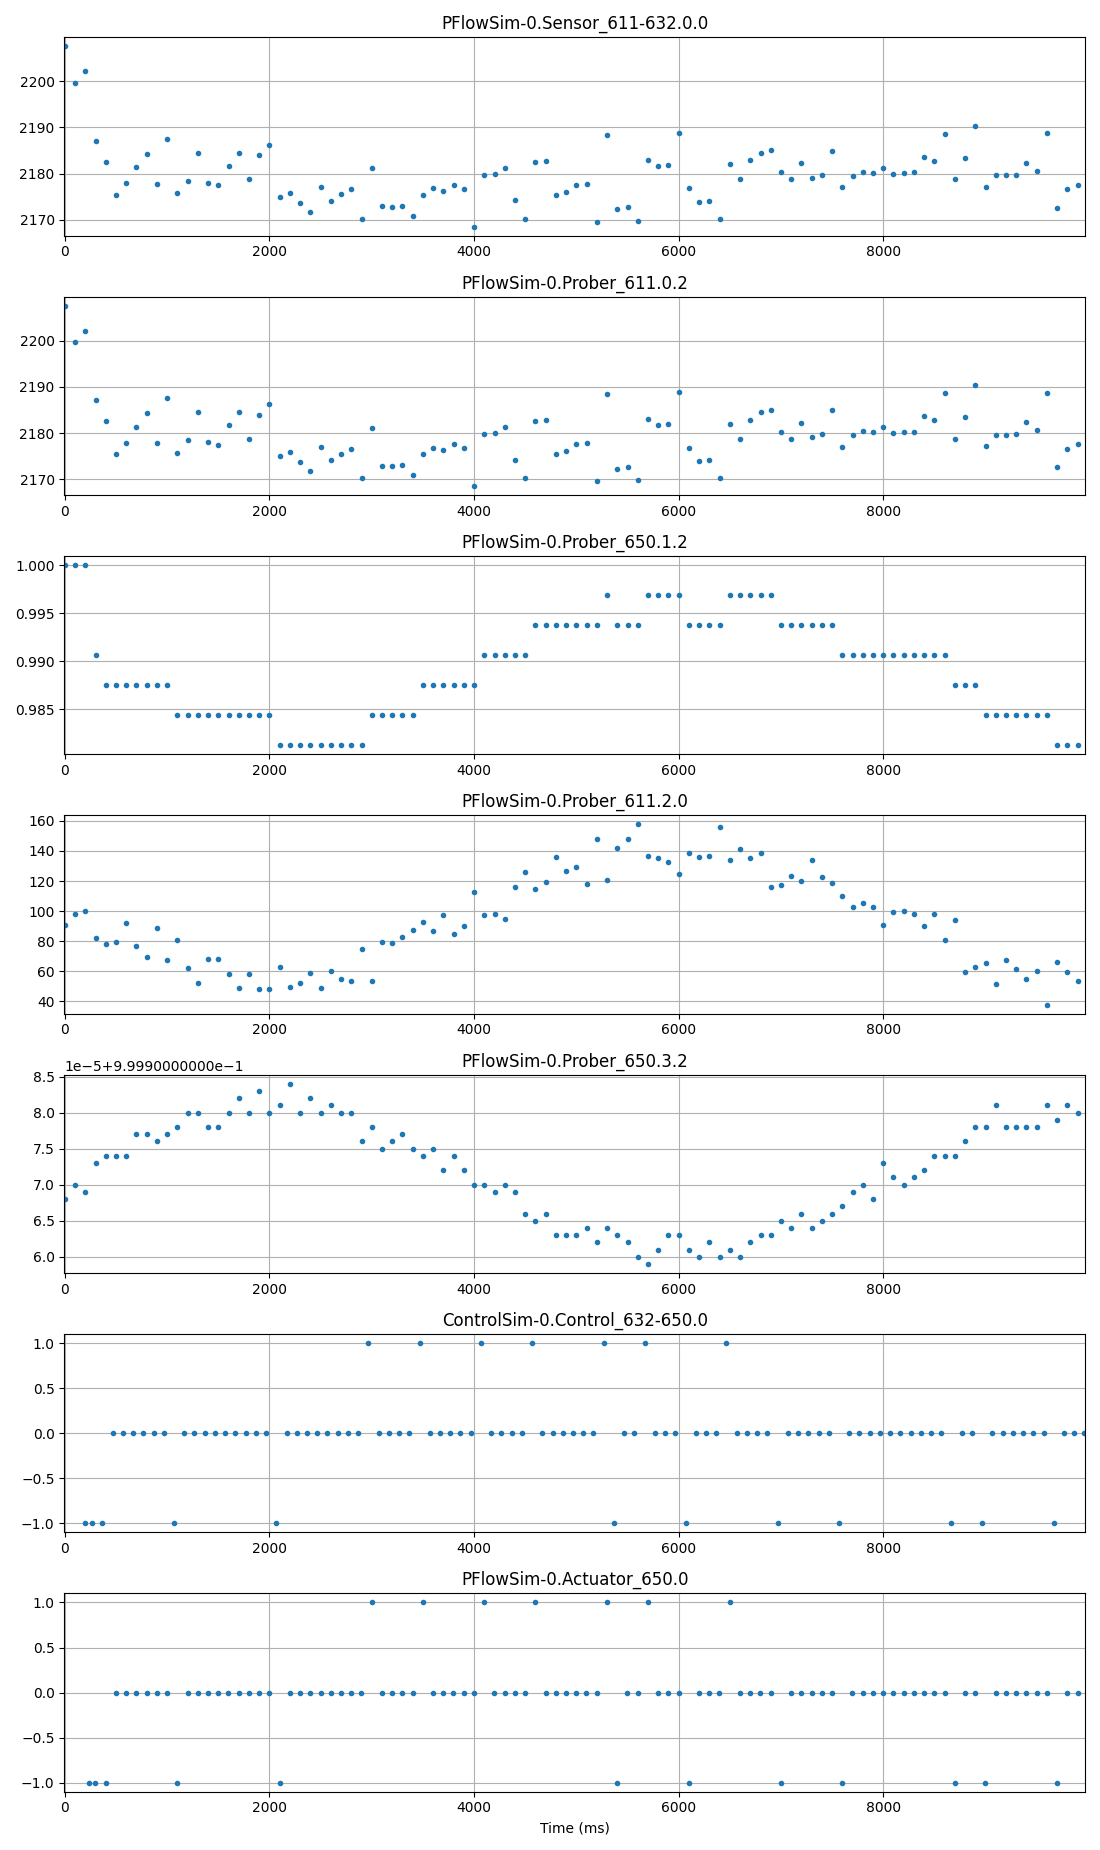 PFlowSim-0.Sensor_611-632.0.0
2200
2190
2180
2170
0 2000 4000 6000 8000
PFlowSim-0.Prober_611.0.2
2200
2190
2180
2170
0 2000 4000 6000 8000
PFlowSim-0.Prober_650.1.2
1.000
0.995
0.990
0.985
0 2000 4000 6000 8000
PFlowSim-0.Prober_611.2.0
160
140
120
100
80
60
40
0 2000 4000 6000 8000
PFlowSim-0.Prober_650.3.2
1e−5+9.9990000000e−1
8.5
8.0
7.5
7.0
6.5
6.0
0 2000 4000 6000 8000
ControlSim-0.Control_632-650.0
1.0
0.5
0.0
−0.5
−1.0
0 2000 4000 6000 8000
PFlowSim-0.Actuator_650.0
1.0
0.5
0.0
−0.5
−1.0
0 2000 4000 6000 8000
Time (ms)